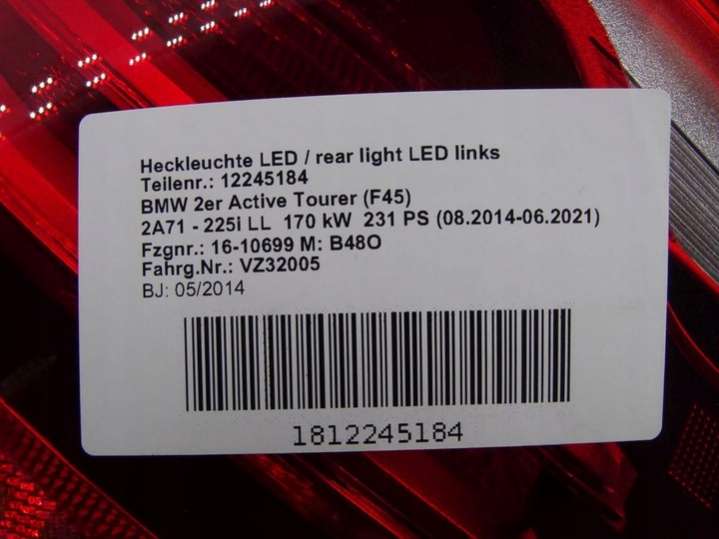 Heckleuchte LED / rear light LED links
Teilenr.: 12245184
BMW 2er Active Tourer (F45)
2A71 - 225i LL 170 kW 231 PS (08.2014-06.2021)
Fzgnr.: 16-10699 M: B48O
Fahrg.Nr.: VZ32005
BJ: 05/2014
1812245184